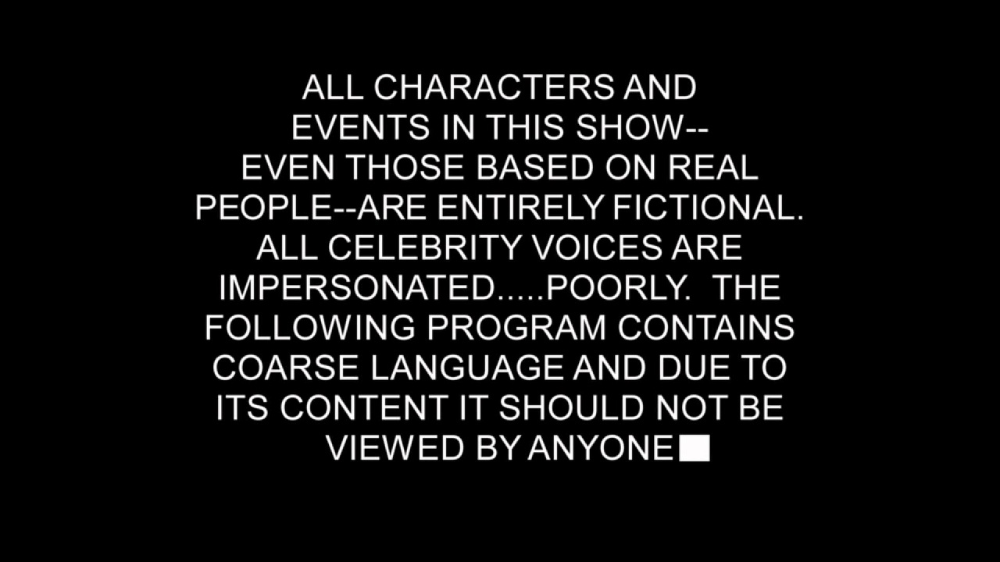 ALL CHARACTERS AND
EVENTS IN THIS SHOW--
EVEN THOSE BASED ON REAL
PEOPLE--ARE ENTIRELY FICTIONAL.
ALL CELEBRITY VOICES ARE
IMPERSONATED.....POORLY.  THE
FOLLOWING PROGRAM CONTAINS
COARSE LANGUAGE AND DUE TO
ITS CONTENT IT SHOULD NOT BE
VIEWED BY ANYONE■